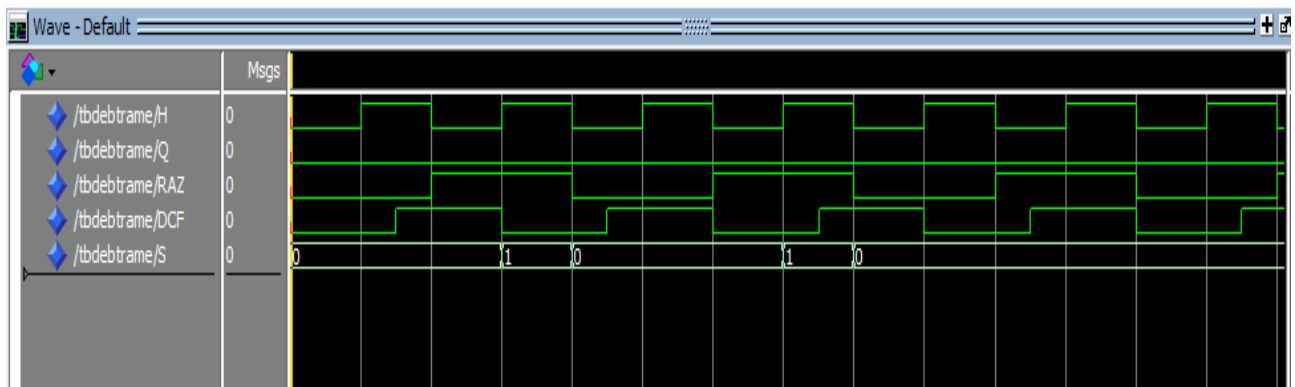 Wave - Default
Msgs
/tbdebtrame/H 0
/tbdebtrame/Q 0
/tbdebtrame/RAZ 0
/tbdebtrame/DCF 0
/tbdebtrame/S 0 0 1 0 1 0